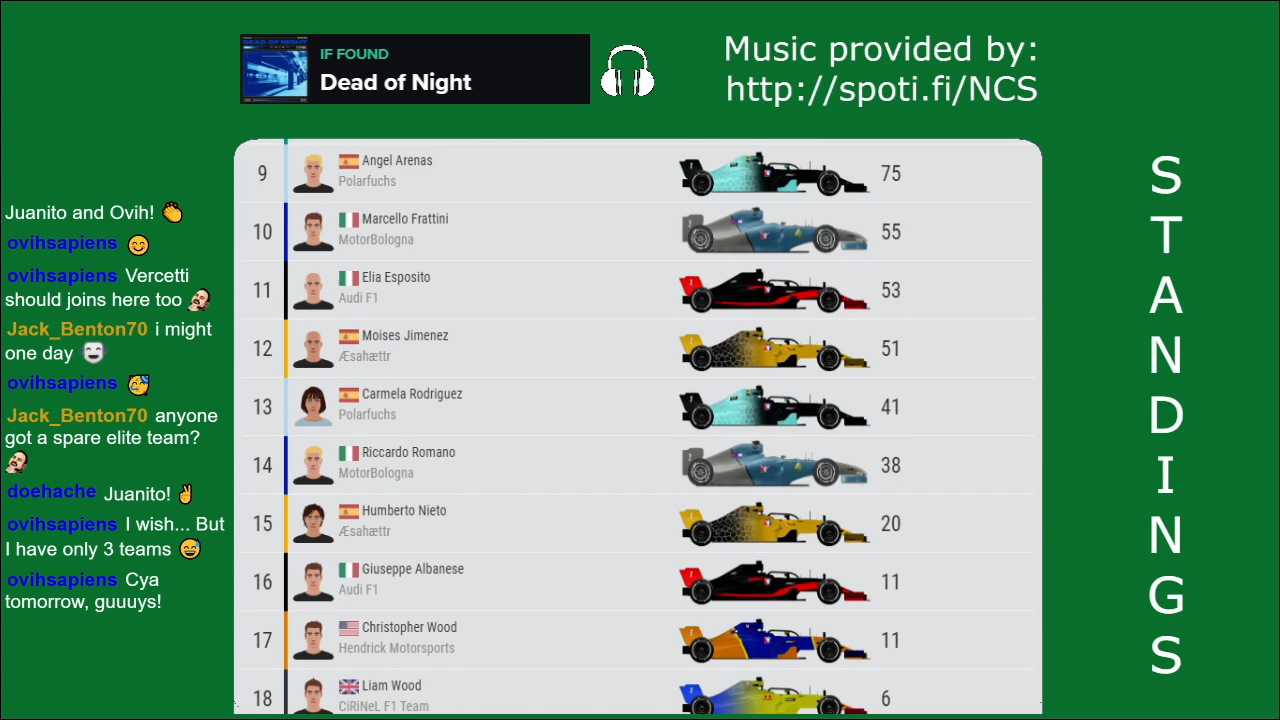 IF FOUND
Dead of Night
Music provided by:
http://spoti.fi/NCS
Juanito and Ovih! 👏
ovihsapiens 😊
ovihsapiens Vercetti
should joins here too
Jack_Benton70 i might
one day
ovihsapiens 🥳
Jack_Benton70 anyone
got a spare elite team?
doehache Juanito! ✌
ovihsapiens I wish... But
I have only 3 teams 😅
ovihsapiens Cya
tomorrow, guuuys!
9 Angel Arenas 75
Polarfuchs
10 Marcello Frattini 55
MotorBologna
11 Elia Esposito 53
Audi F1
12 Moises Jimenez 51
Æsahættr
13 Carmela Rodriguez 41
Polarfuchs
14 Riccardo Romano 38
MotorBologna
15 Humberto Nieto 20
Æsahættr
16 Giuseppe Albanese 11
Audi F1
17 Christopher Wood 11
Hendrick Motorsports
18 Liam Wood 6
CiRiNeL F1 Team
STANDINGS